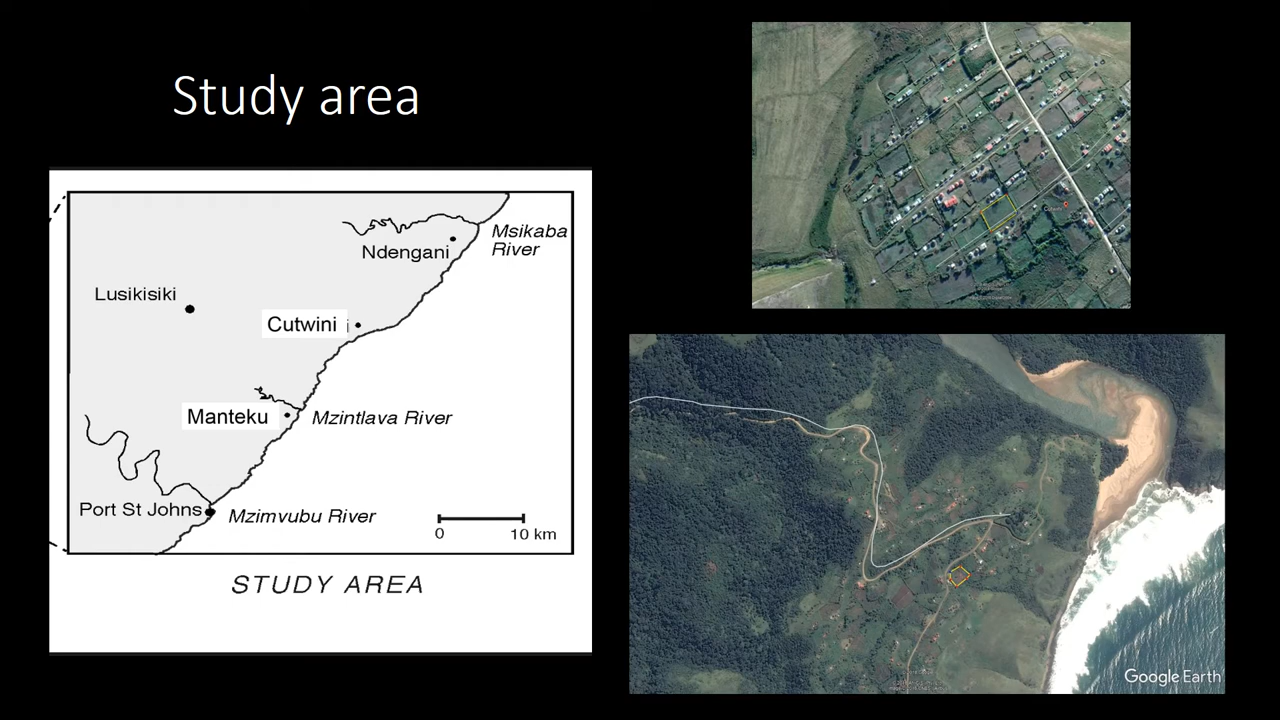 Study area
Msikaba
River
Ndengani
Lusikisiki
Cutwini
Manteku
Mzintlava River
Port St Johns
Mzimvubu River
0
10 km
STUDY AREA
Google Earth